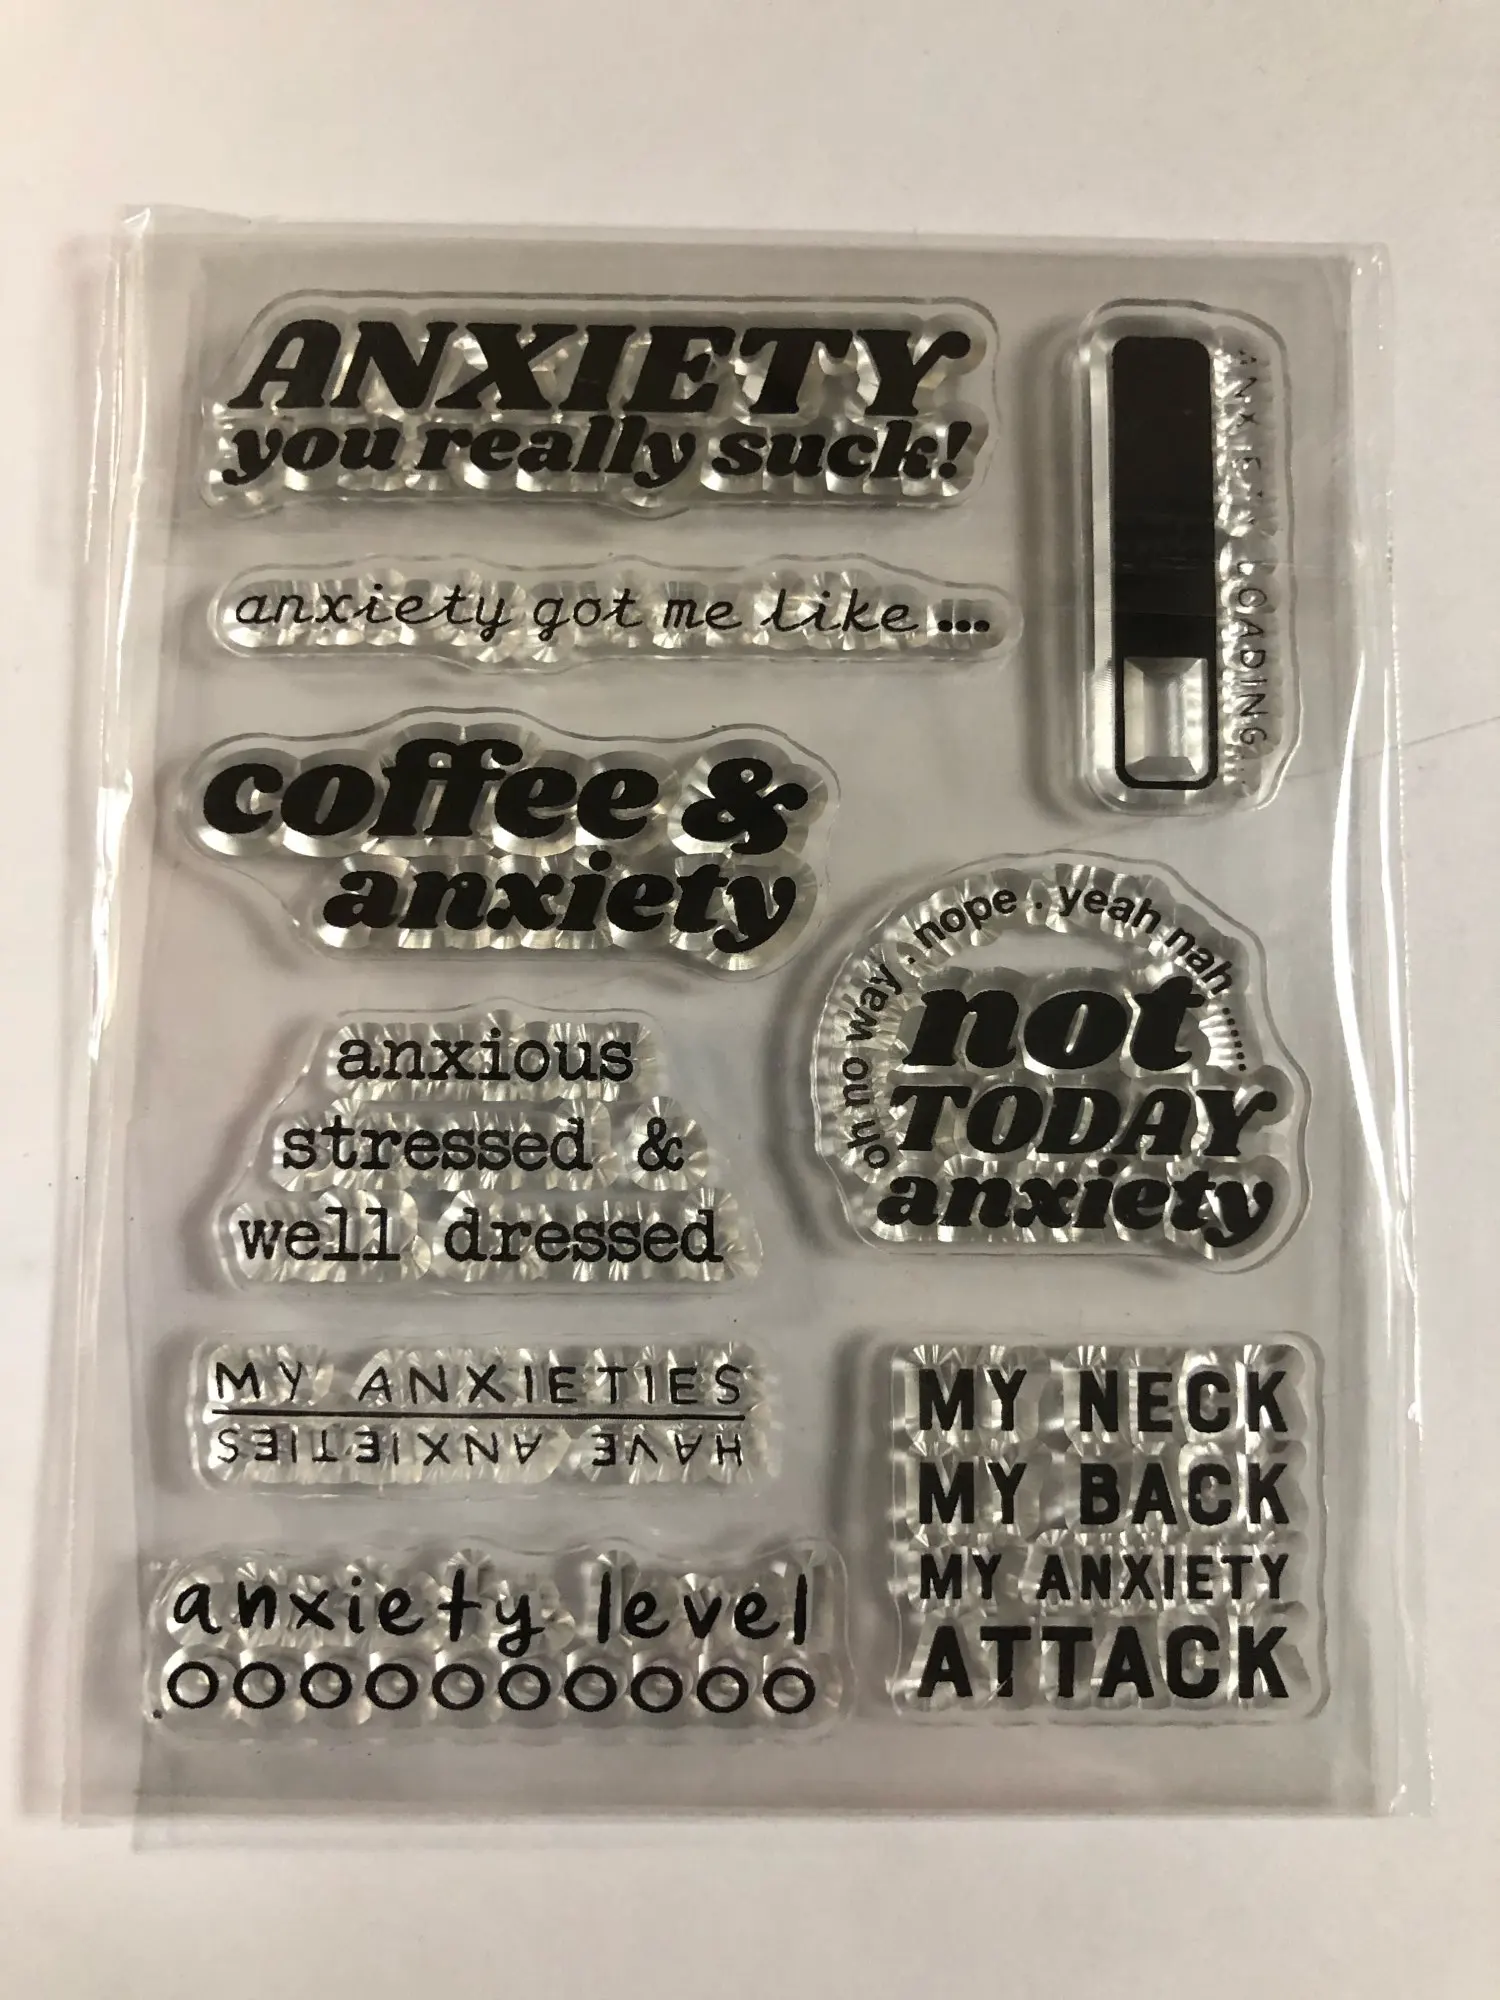 ANXIETY
you really suck!
ANXIETY LOADING...
anxiety got me like ...
coffee &
anxiety
oh no way . nope . yeah nah .......
not
TODAY
anxiety
anxious
stressed &
well dressed
MY ANXIETIES
HAVE ANXIETIES
MY NECK
MY BACK
MY ANXIETY
ATTACK
anxiety level